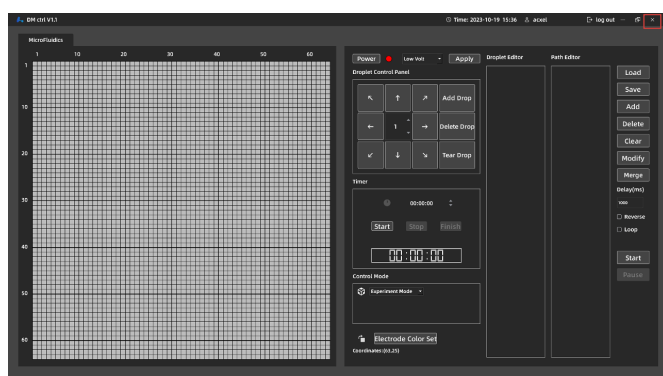 DM ctrl V1.1
Time: 2023-10-19 15:36
acxel
log out
MicroFluidics
1 10 20 30 40 50 60
1
10
20
30
40
50
60
Power
Low Volt
Apply
Droplet Control Panel
↖ ↑ ↗ Add Drop
← 1 → Delete Drop
↙ ↓ ↘ Tear Drop
Timer
00:00:00
Start Stop Finish
00:00:00
Control Mode
Experiment Mode
Electrode Color Set
Coordinates:(63,25)
Droplet Editor
Path Editor
Load
Save
Add
Delete
Clear
Modify
Merge
Delay(ms)
1000
Reverse
Loop
Start
Pause